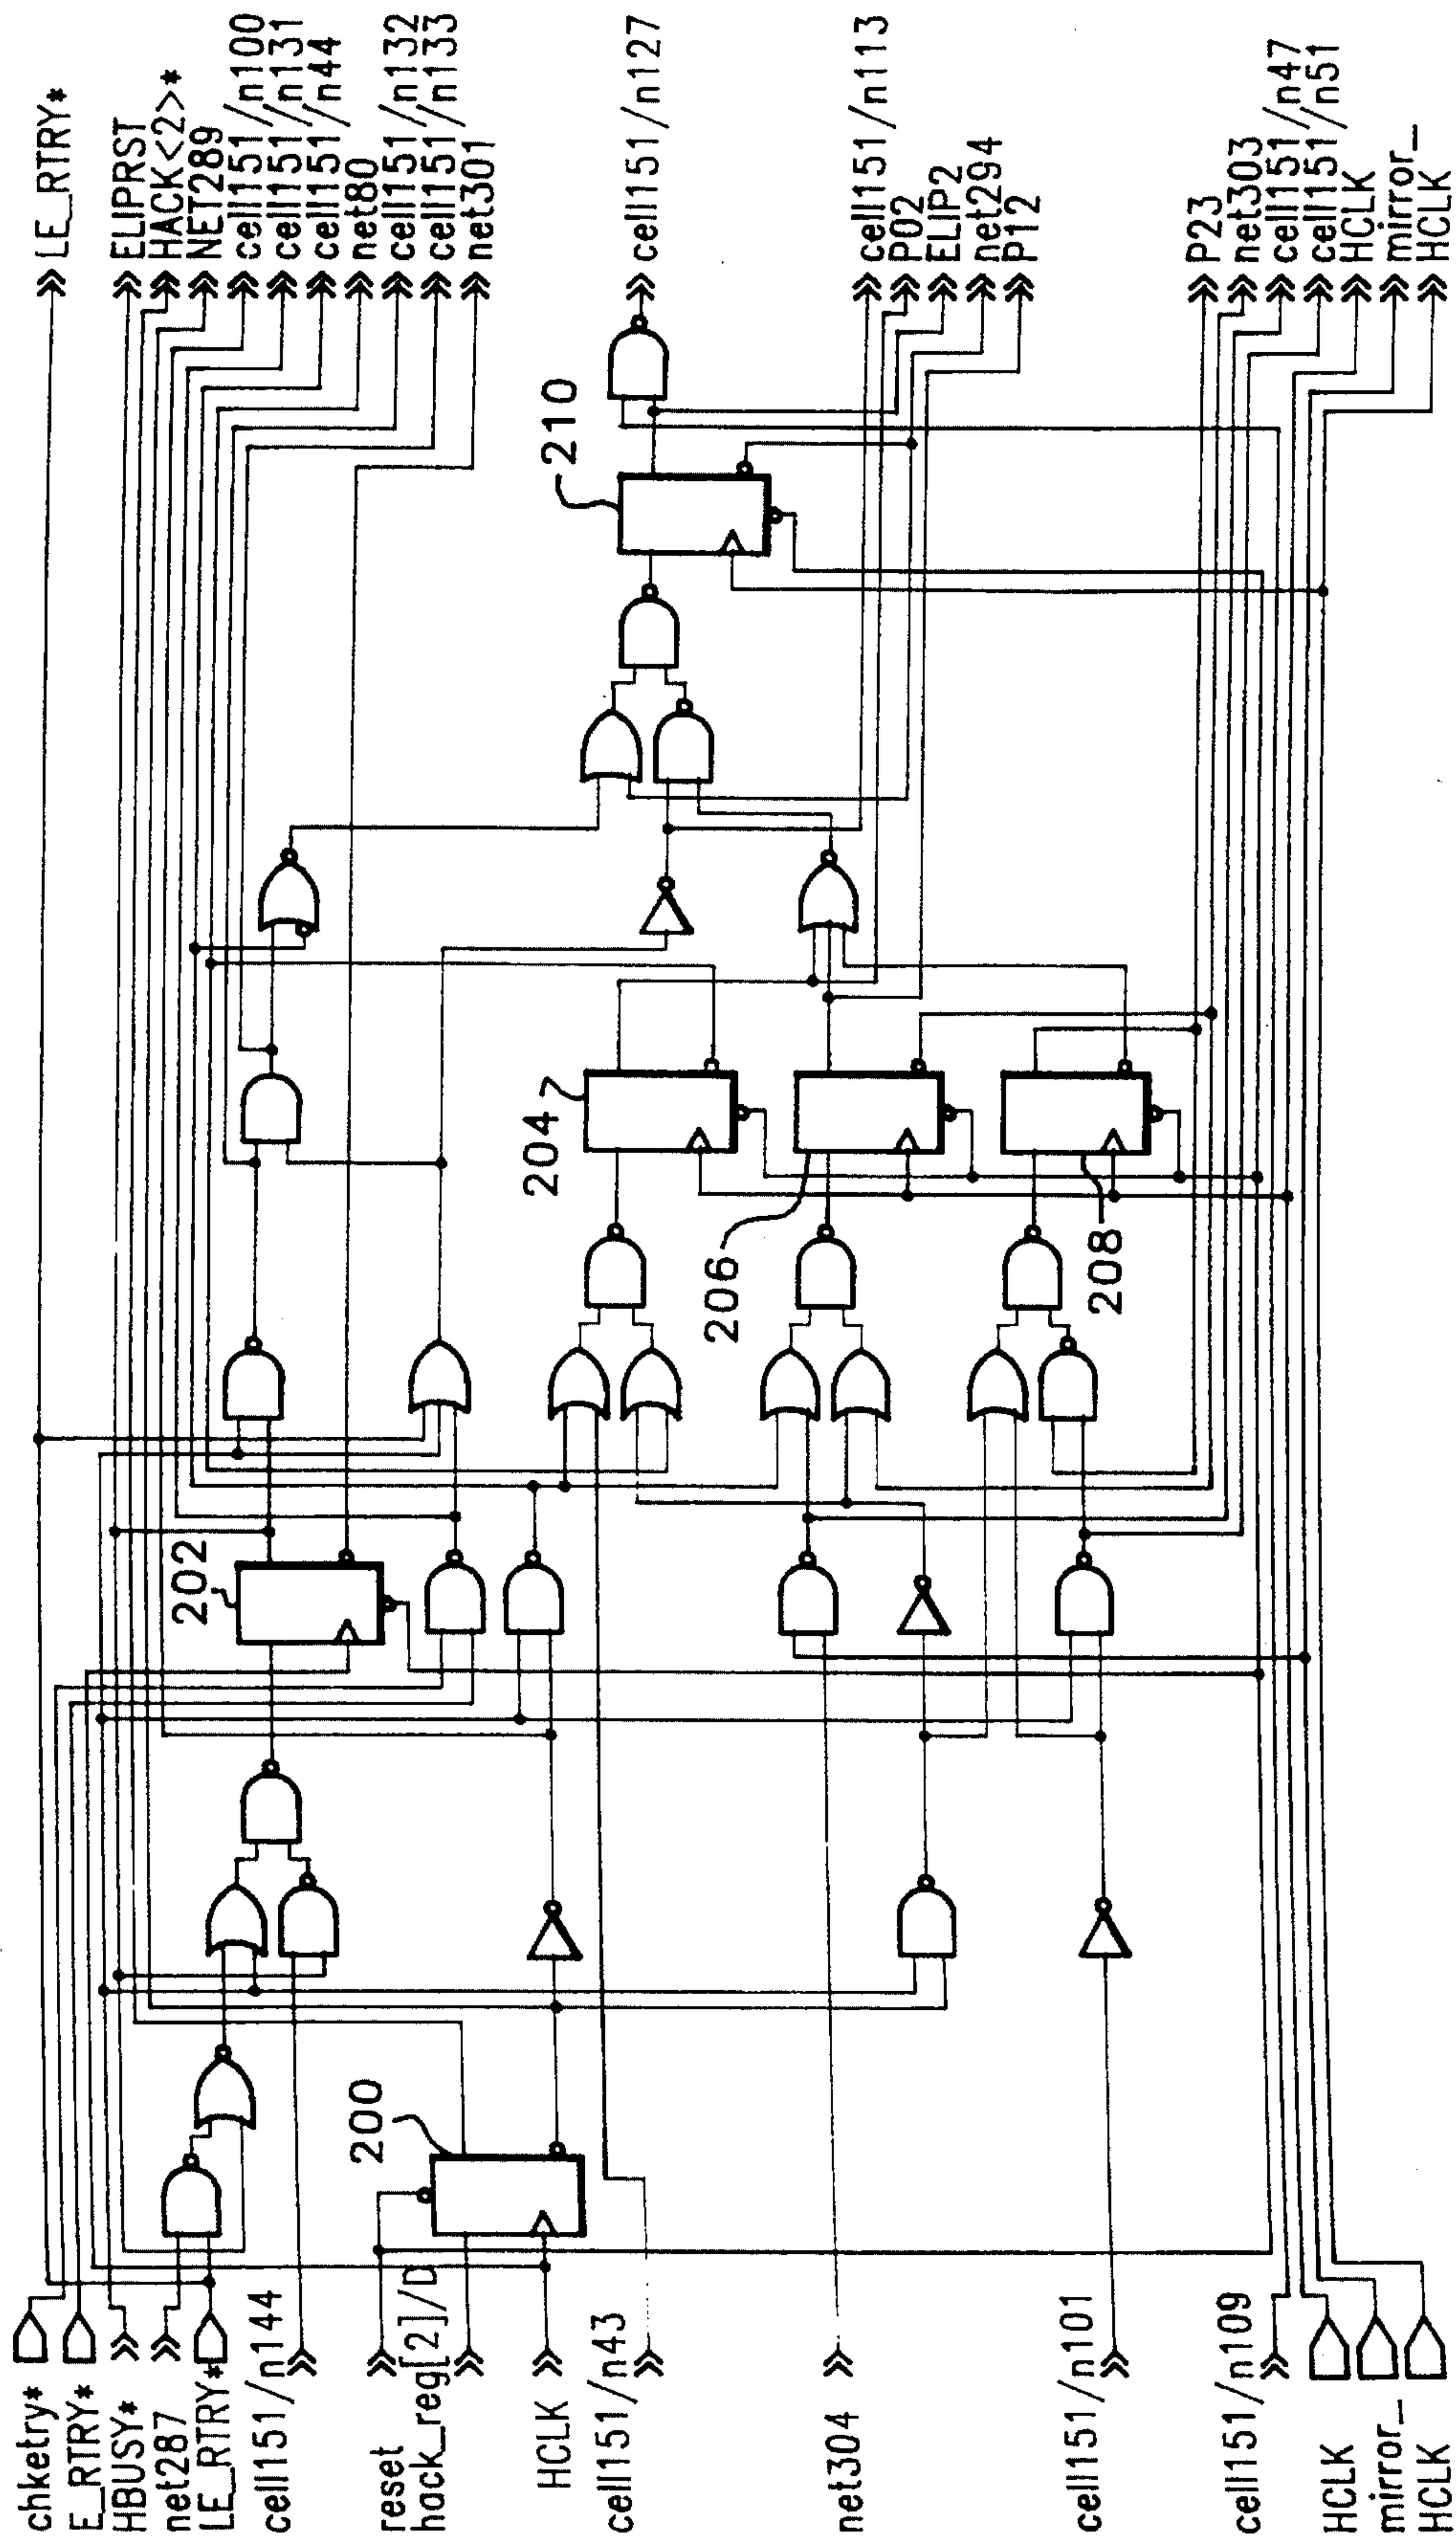 chketry*
E_RTRY*
HBUSY*
net287
LE_RTRY*
cell151/n144
reset
hack_reg[2]/D
HCLK
cell151/n43
net304
cell151/n101
cell151/n109
HCLK
mirror_
HCLK
200
202
204
206
208
210
LE_RTRY*
ELIPRST
HACK<2>*
NET289
cell151/n100
cell151/n131
cell151/n44
net80
cell151/n132
cell151/n133
net301
cell151/n127
cell151/n113
P02
ELIP2
net294
P12
P23
net303
cell151/n47
cell151/n51
HCLK
mirror_
HCLK